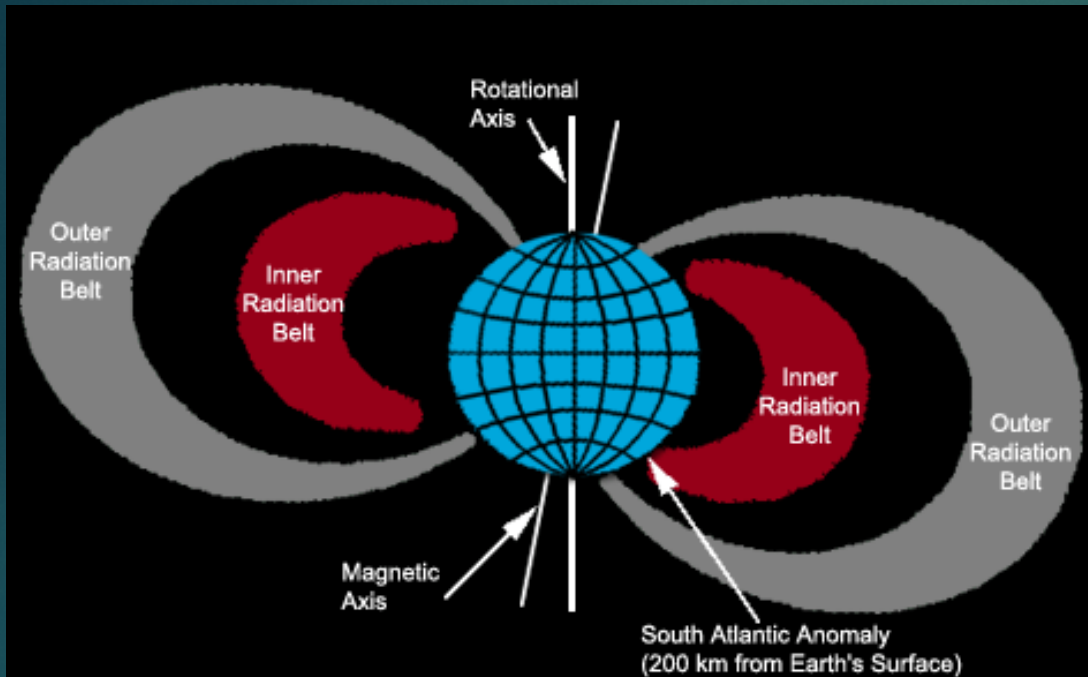 Rotational
Axis
Outer
Radiation
Belt
Inner
Radiation
Belt
Inner
Radiation
Belt
Outer
Radiation
Belt
Magnetic
Axis
South Atlantic Anomaly
(200 km from Earth's Surface)